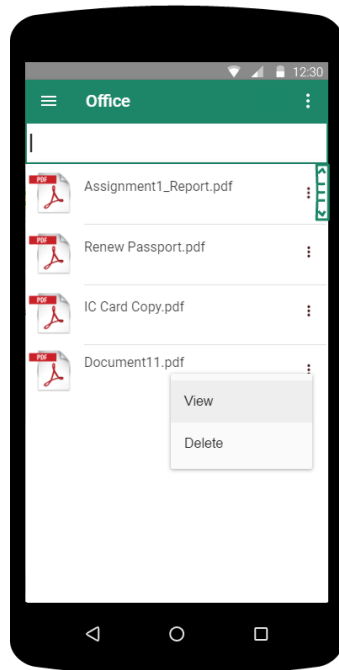 12:30
Office
PDF
Assignment1_Report.pdf
PDF
Renew Passport.pdf
PDF
IC Card Copy.pdf
PDF
Document11.pdf
View
Delete